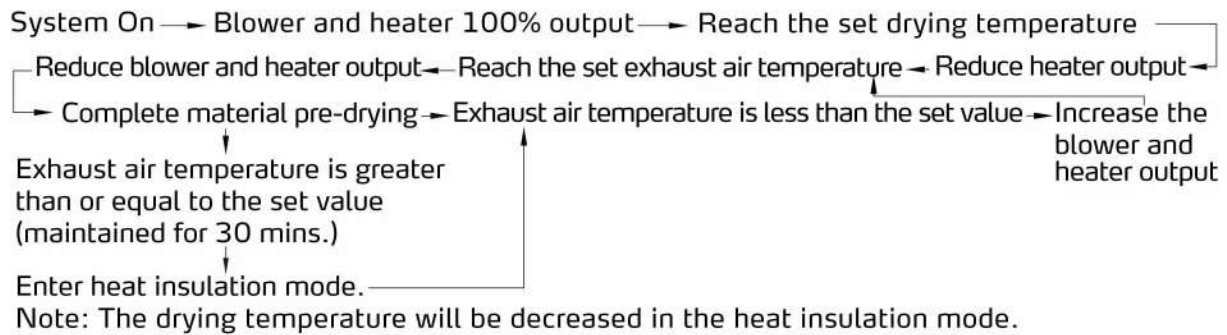 System On → Blower and heater 100% output → Reach the set drying temperature
Reduce blower and heater output ← Reach the set exhaust air temperature ← Reduce heater output
Complete material pre-drying → Exhaust air temperature is less than the set value → Increase the
blower and
heater output
Exhaust air temperature is greater
than or equal to the set value
(maintained for 30 mins.)
Enter heat insulation mode.
Note: The drying temperature will be decreased in the heat insulation mode.